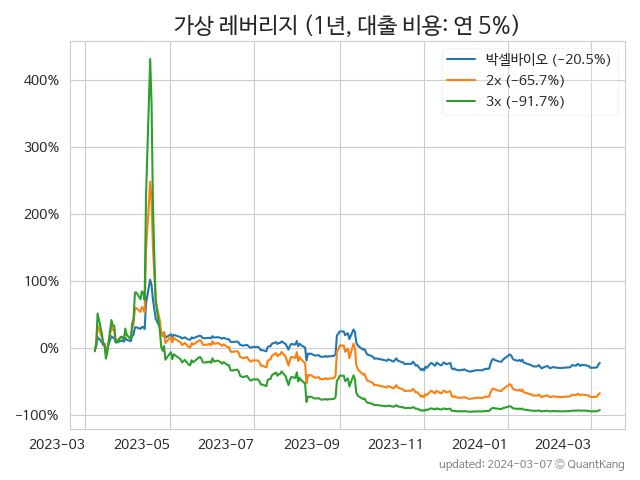 가상 레버리지 (1년, 대출 비용: 연 5%)
박셀바이오 (-20.5%)
2x (-65.7%)
3x (-91.7%)
400%
300%
200%
100%
0%
−100%
2023-03 2023-05 2023-07 2023-09 2023-11 2024-01 2024-03
updated: 2024-03-07 © QuantKang